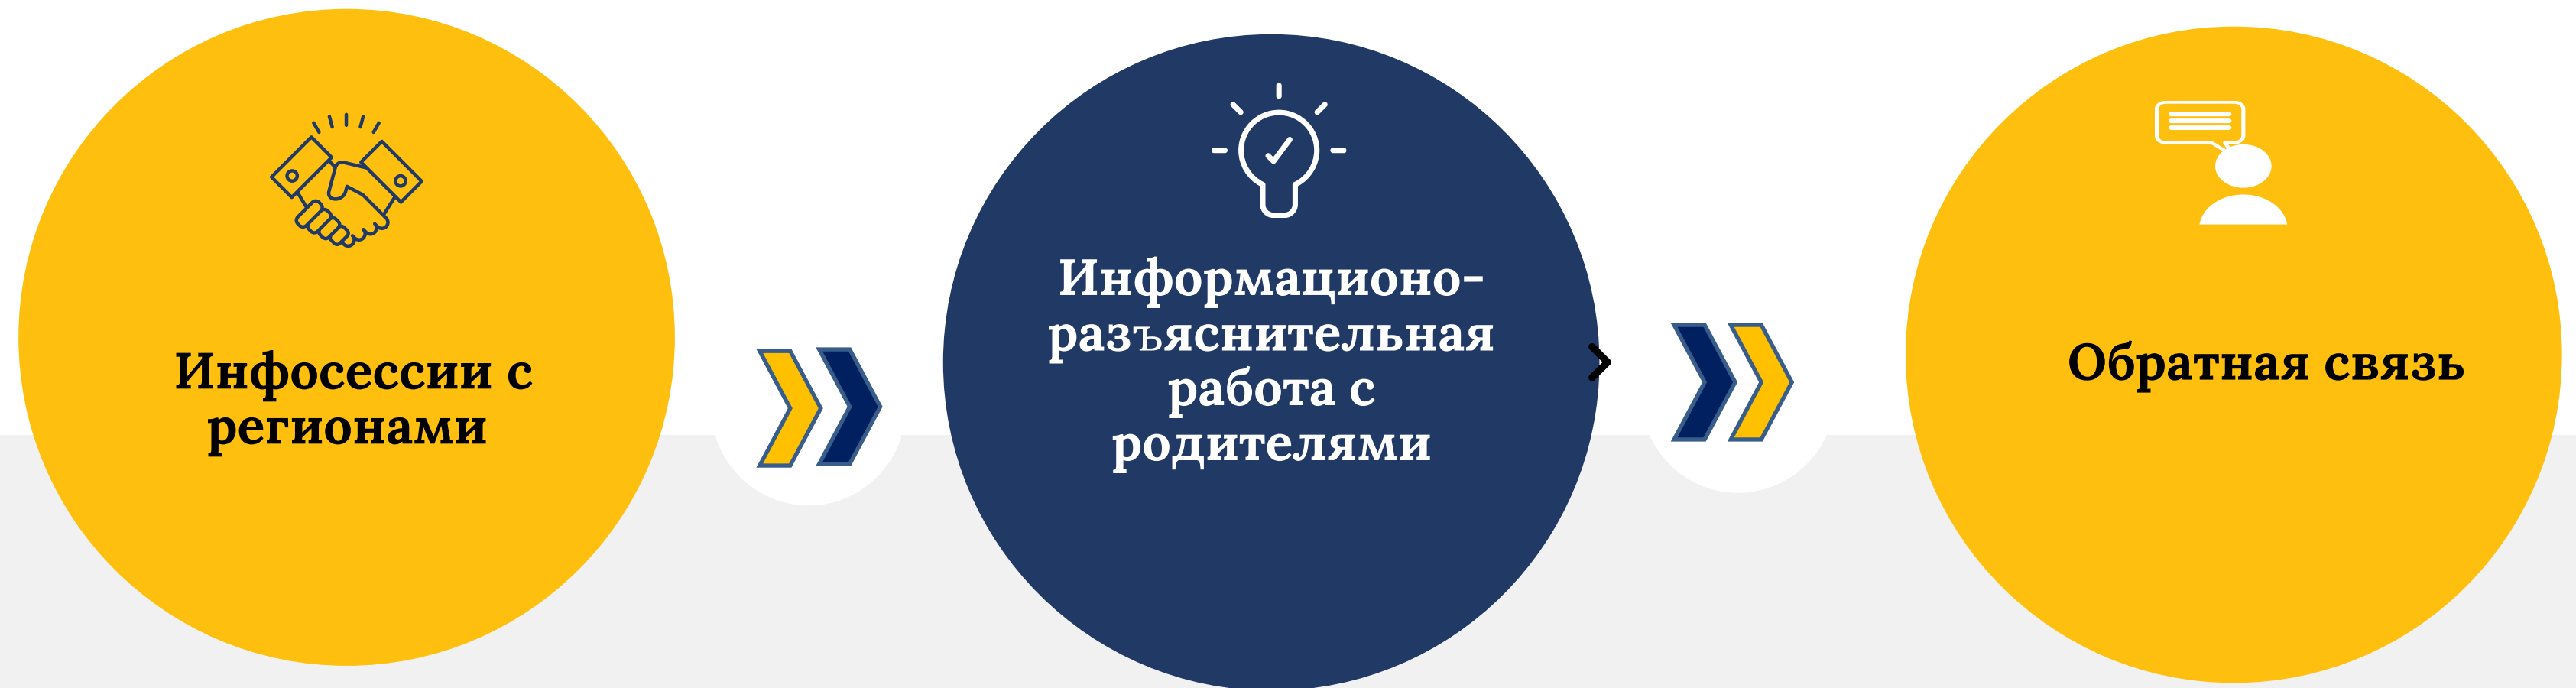 Инфосессии с
регионами
Информационо-
разъяснительная
работа с
родителями
Обратная связь